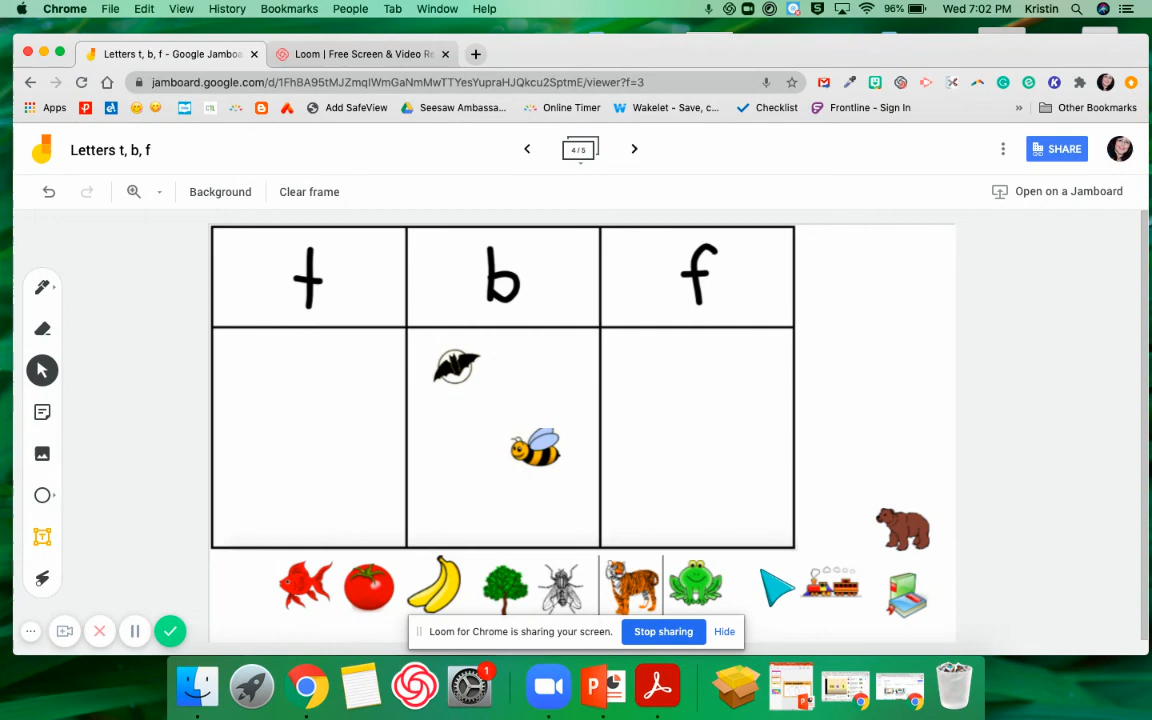 Chrome File Edit View History Bookmarks People Tab Window Help 96% Wed 7:02 PM Kristin
Letters t, b, f - Google Jamboa Loom | Free Screen & Video Re
jamboard.google.com/d/1FhBA95tMJZmqIWmGaNmMwTTYesYupraHJQkcu2SptmE/viewer?f=3
Apps Add SafeView Seesaw Ambassa... Online Timer Wakelet - Save, c... Checklist Frontline - Sign In » Other Bookmarks
Letters t, b, f 4 / 5 SHARE
Background Clear frame Open on a Jamboard
t b f
Loom for Chrome is sharing your screen. Stop sharing Hide
1